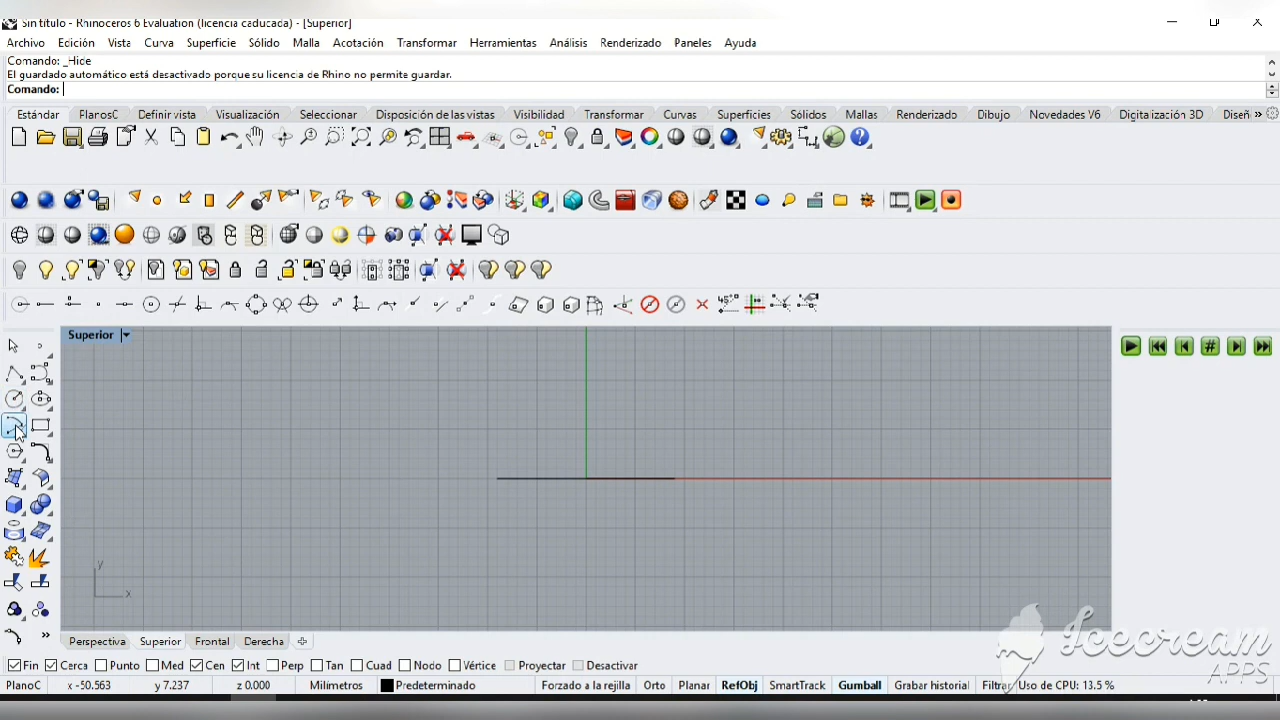 Sin título - Rhinoceros 6 Evaluation (licencia caducada) - [Superior]
Archivo Edición Vista Curva Superficie Sólido Malla Acotación Transformar Herramientas Análisis Renderizado Paneles Ayuda
Comando: _Hide
El guardado automático está desactivado porque su licencia de Rhino no permite guardar.
Comando:
Estándar PlanosC Definir vista Visualización Seleccionar Disposición de las vistas Visibilidad Transformar Curvas Superficies Sólidos Mallas Renderizado Dibujo Novedades V6 Digitalización 3D Diseñ »
45°
Superior
y
x
Perspectiva Superior Frontal Derecha
Fin Cerca Punto Med Cen Int Perp Tan Cuad Nodo Vértice Proyectar Desactivar
PlanoC x -50.563 y 7.237 z 0.000 Milímetros Predeterminado Forzado a la rejilla Orto Planar RefObj SmartTrack Gumball Grabar historial Filtrar Uso de CPU: 13.5 %
Icecream
APPS